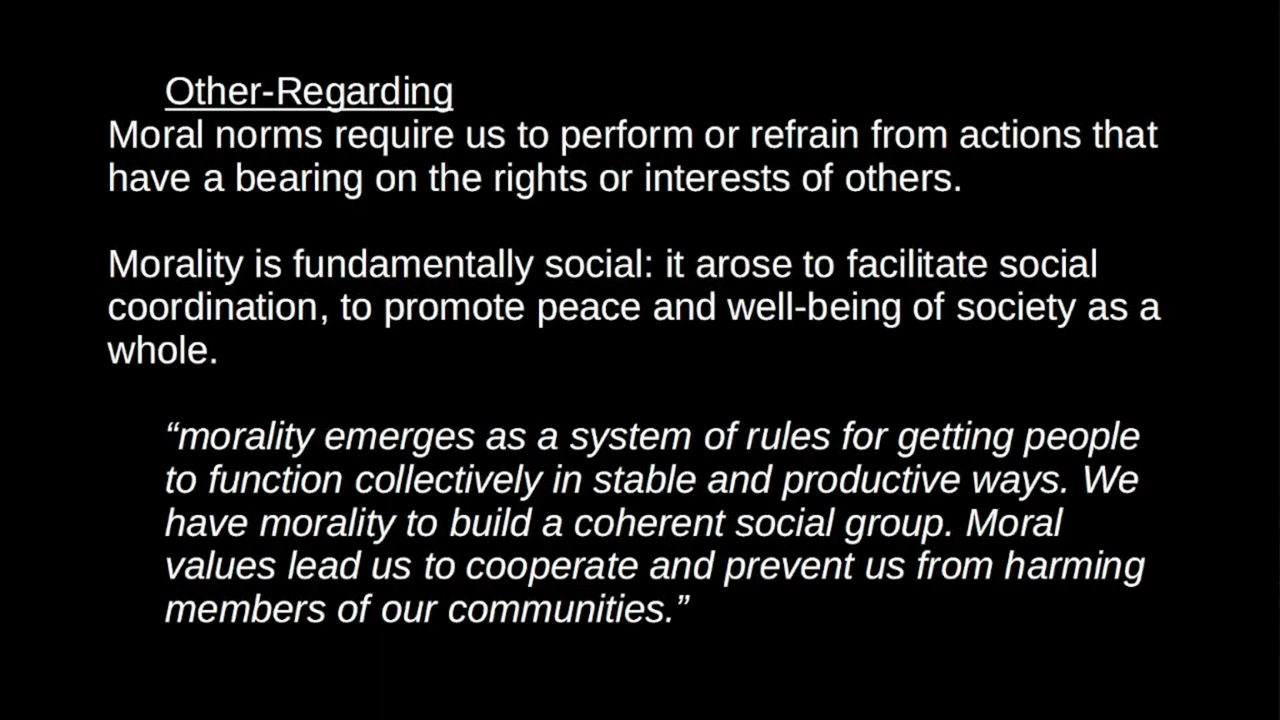 Other-Regarding
Moral norms require us to perform or refrain from actions that
have a bearing on the rights or interests of others.
Morality is fundamentally social: it arose to facilitate social
coordination, to promote peace and well-being of society as a
whole.
“morality emerges as a system of rules for getting people
to function collectively in stable and productive ways. We
have morality to build a coherent social group. Moral
values lead us to cooperate and prevent us from harming
members of our communities.”